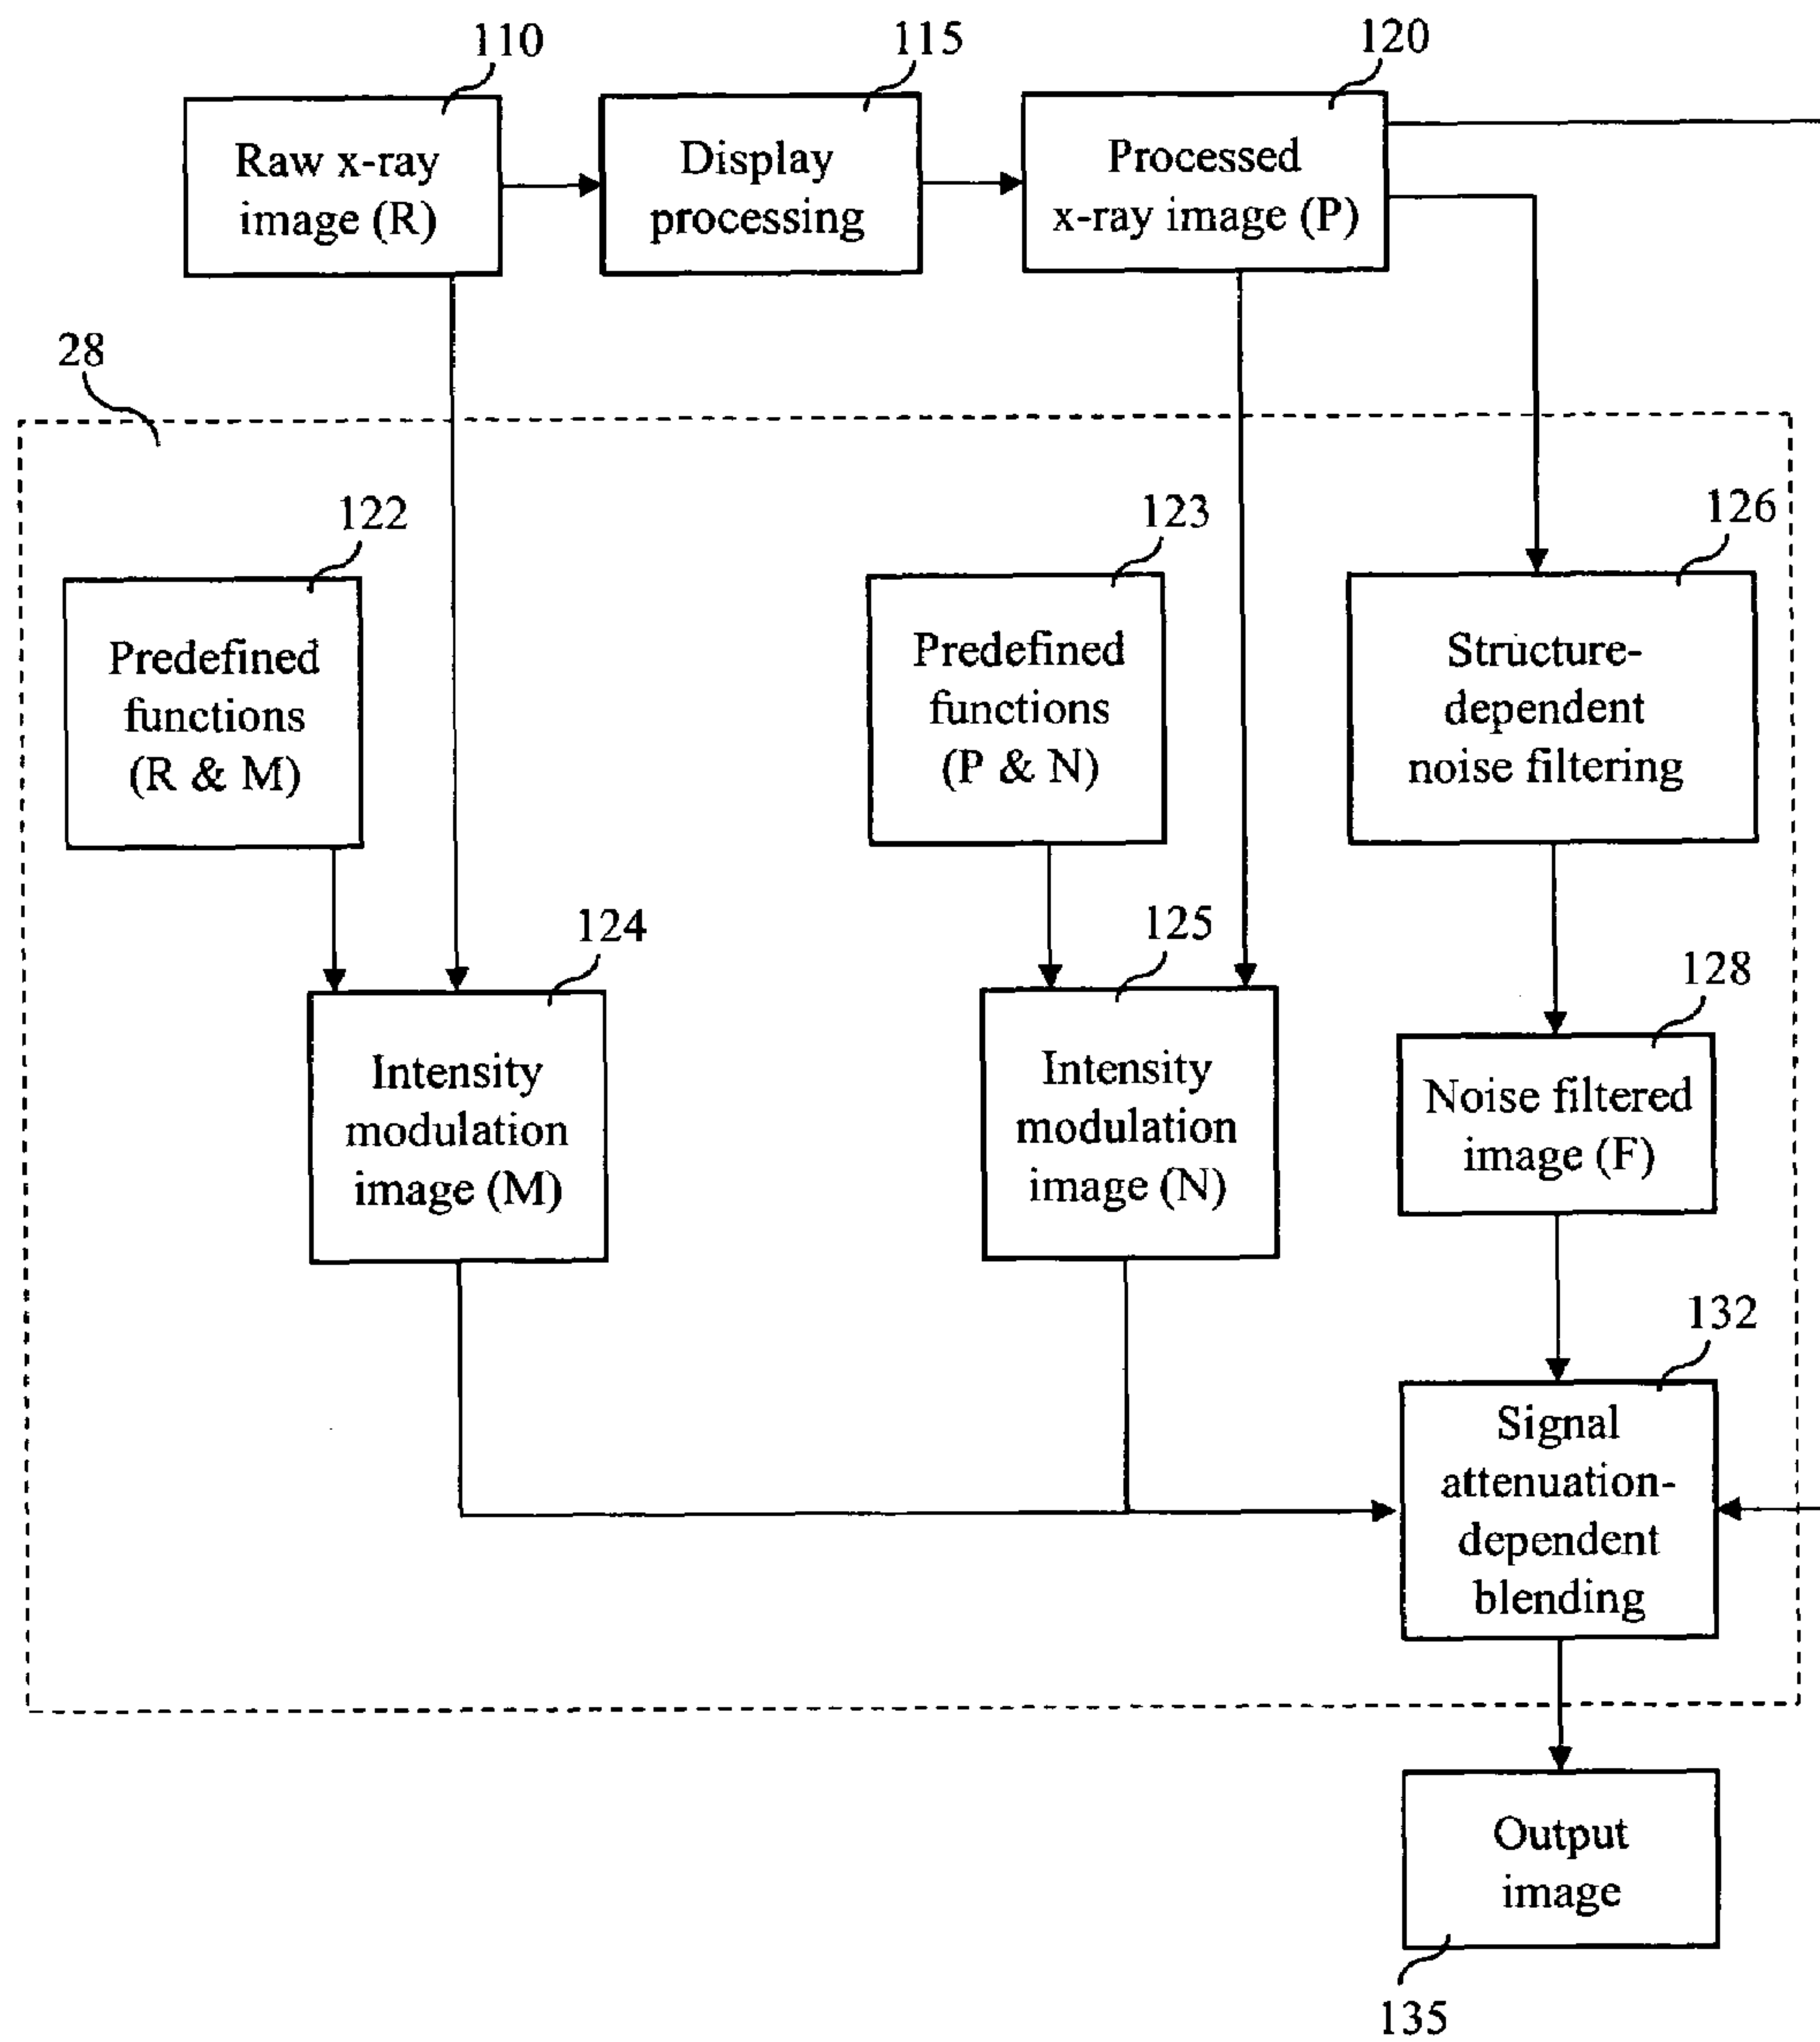 110
115
120
Raw x-ray
image (R)
Display
processing
Processed
x-ray image (P)
28
122
123
126
Predefined
functions
(R & M)
Predefined
functions
(P & N)
Structure-
dependent
noise filtering
124
125
128
Intensity
modulation
image (M)
Intensity
modulation
image (N)
Noise filtered
image (F)
132
Signal
attenuation-
dependent
blending
Output
image
135